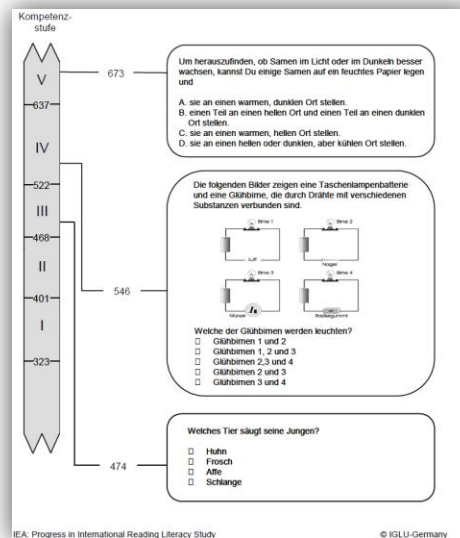 Kompetenz-
stufe
V
637
IV
522
III
468
II
401
I
323
673
Um herauszufinden, ob Samen im Licht oder im Dunkeln besser
wachsen, kannst Du einige Samen auf ein feuchtes Papier legen
und
A. sie an einen warmen, dunklen Ort stellen.
B. einen Teil an einen hellen Ort und einen Teil an einen dunklen
Ort stellen.
C. sie an einen warmen, hellen Ort stellen.
D. sie an einen hellen oder dunklen, aber kühlen Ort stellen.
546
Die folgenden Bilder zeigen eine Taschenlampenbatterie
und eine Glühbirne, die durch Drähte mit verschiedenen
Substanzen verbunden sind.
Birne 1
Birne 2
Luft
Nagel
Birne 3
Birne 4
Münze
Radiergummi
Welche der Glühbirnen werden leuchten?
Glühbirnen 1 und 2
Glühbirnen 1, 2 und 3
Glühbirnen 2,3 und 4
Glühbirnen 2 und 3
Glühbirnen 3 und 4
474
Welches Tier säugt seine Jungen?
Huhn
Frosch
Affe
Schlange
IEA: Progress in International Reading Literacy Study
© IGLU-Germany